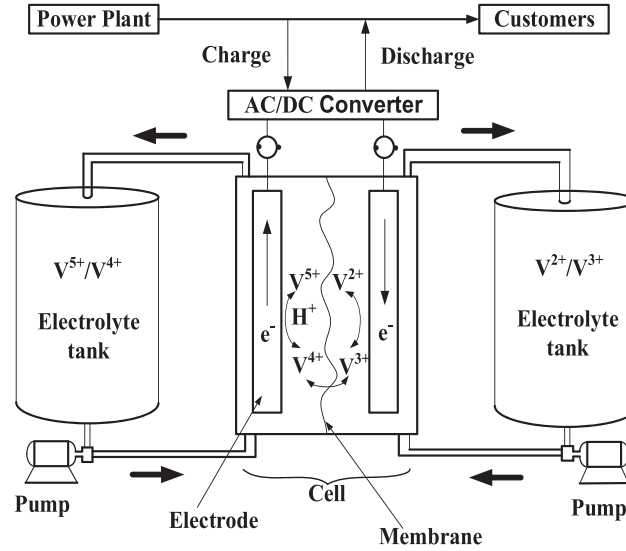 Power Plant
Customers
Charge
Discharge
AC/DC Converter
V⁵⁺/V⁴⁺
Electrolyte
tank
V²⁺/V³⁺
Electrolyte
tank
V⁵⁺ V²⁺
H⁺
e⁻ e⁻
V⁴⁺ V³⁺
Pump
Pump
Cell
Electrode
Membrane